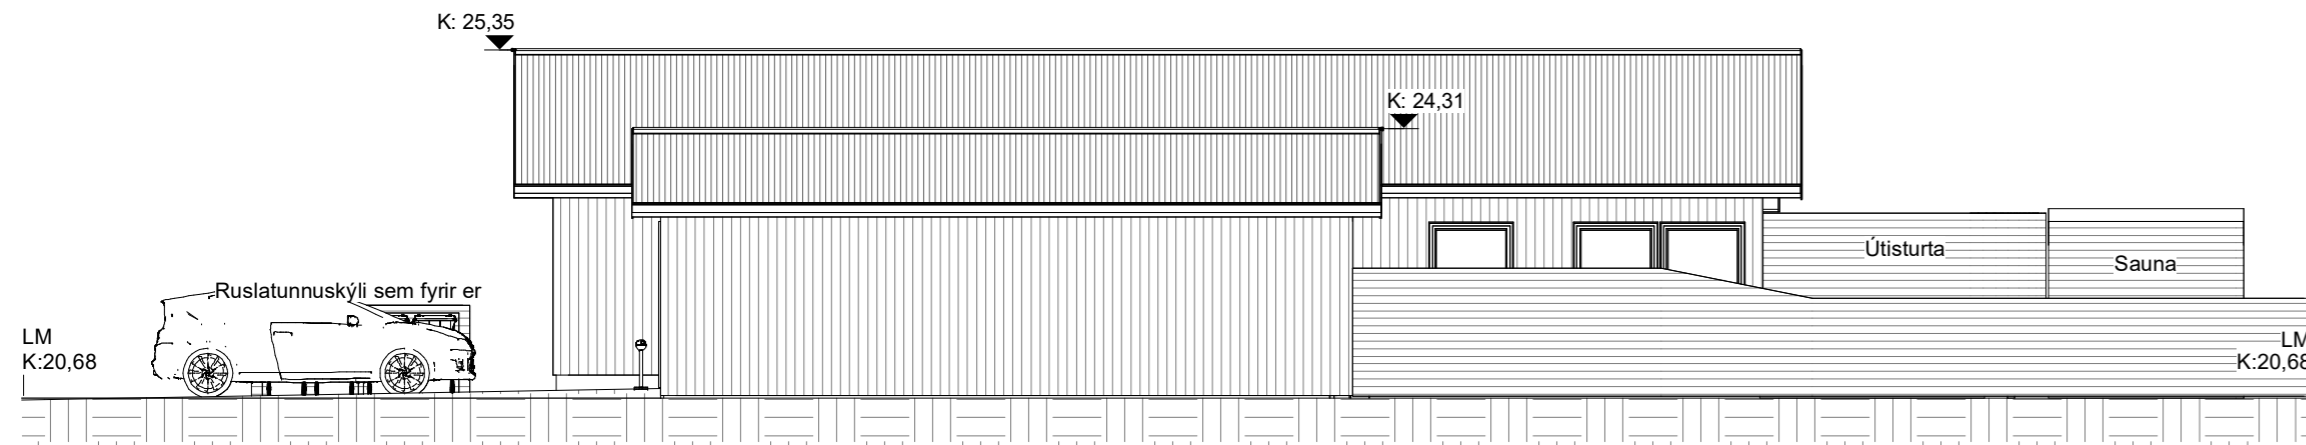 K: 25,35
K: 24,31
Útisturta
Sauna
Ruslatunnuskýli sem fyrir er
LM
K:20,68
LM
K:20,68